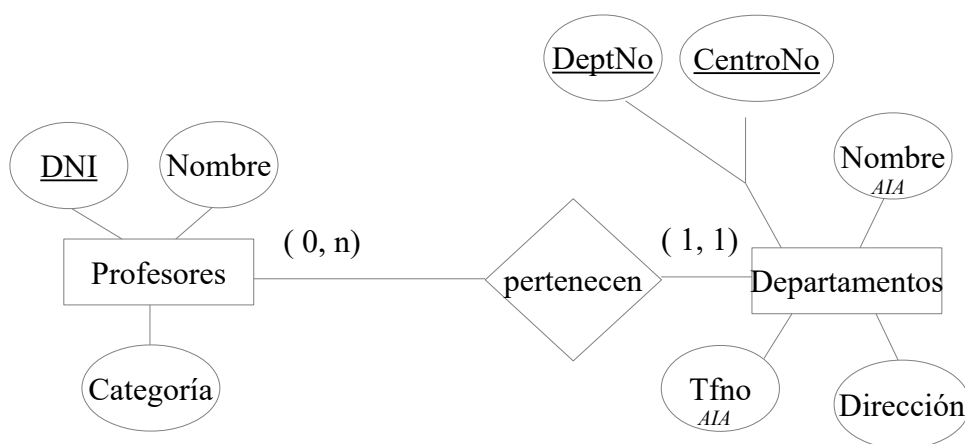 DeptNo
CentroNo
DNI
Nombre
Nombre
AIA
( 0, n)
( 1, 1)
Profesores
pertenecen
Departamentos
Categoría
Tfno
AIA
Dirección